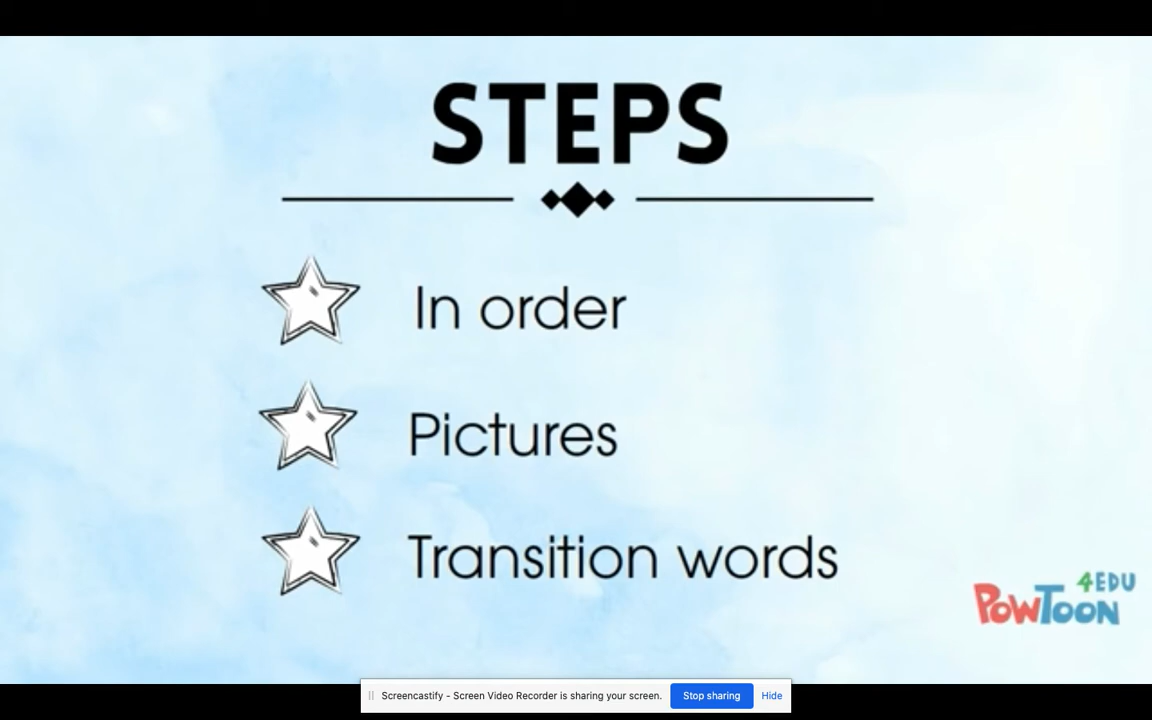 STEPS
In order
Pictures
Transition words
4EDU
POWTOON
Screencastify - Screen Video Recorder is sharing your screen. Stop sharing Hide